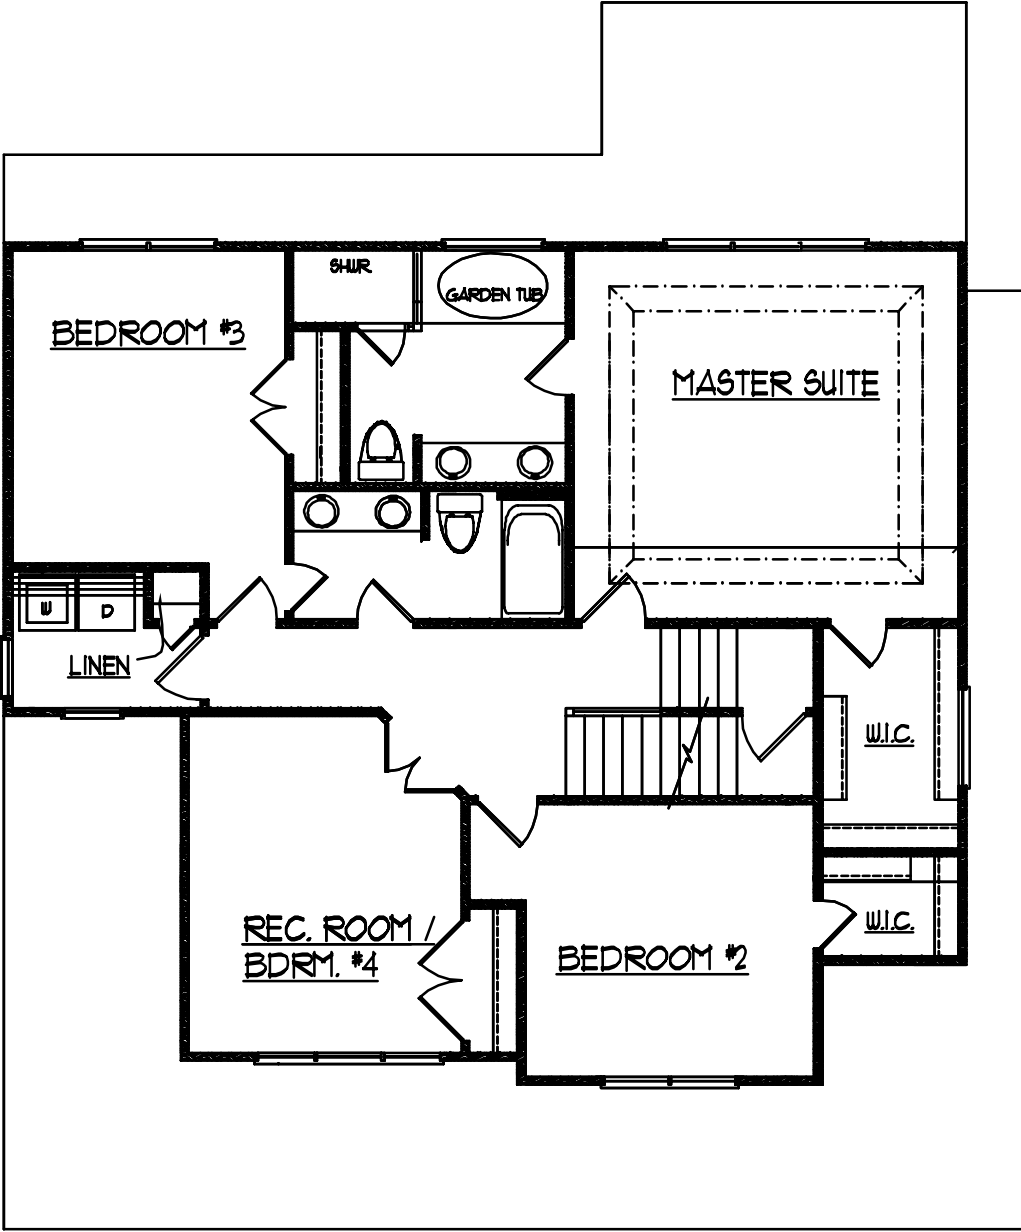 SHWR
GARDEN TUB
BEDROOM #3
MASTER SUITE
W
D
LINEN
W.I.C.
REC. ROOM /
BDRM. #4
W.I.C.
BEDROOM #2